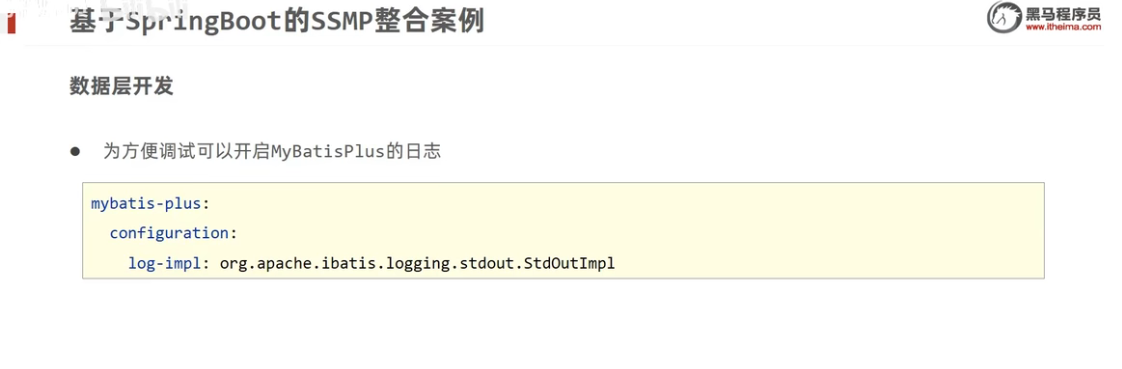 基于SpringBoot的SSMP整合案例
黑马程序员
www.itheima.com
数据层开发
● 为方便调试可以开启MyBatisPlus的日志
mybatis-plus:
  configuration:
    log-impl: org.apache.ibatis.logging.stdout.StdOutImpl